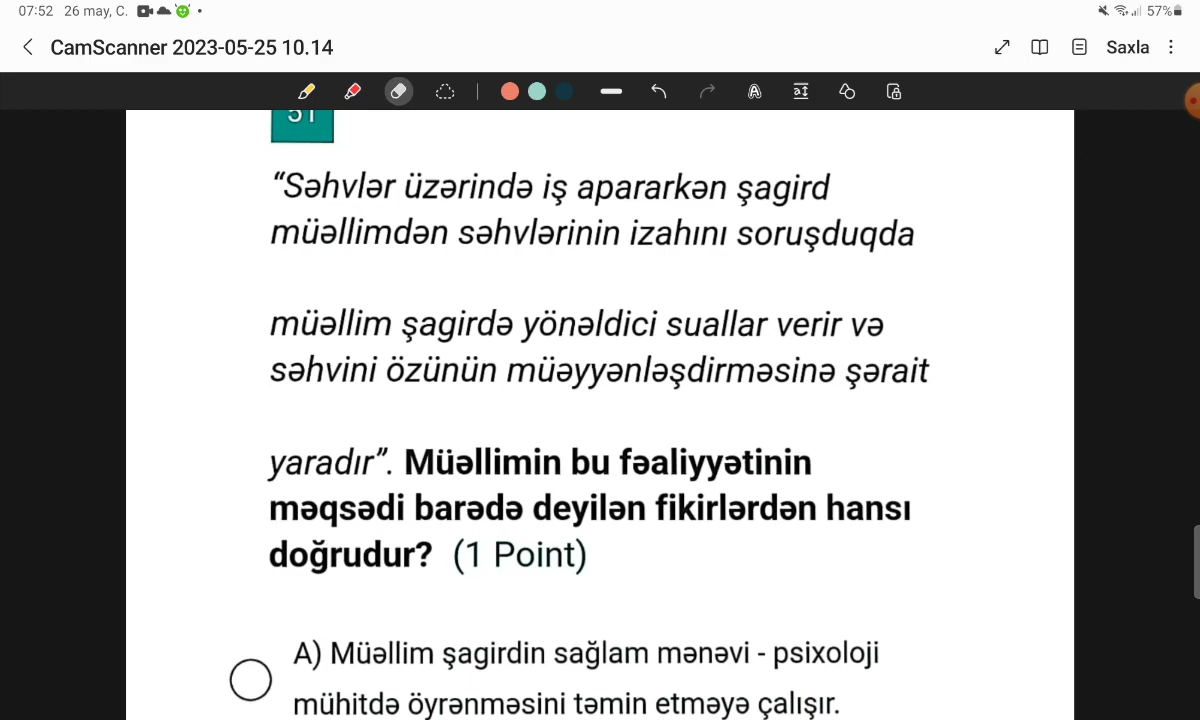 07:52 26 may, C. 57%
CamScanner 2023-05-25 10.14 Saxla
51
“Səhvlər üzərində iş apararkən şagird
müəllimdən səhvlərinin izahını soruşduqda
müəllim şagirdə yönəldici suallar verir və
səhvini özünün müəyyənləşdirməsinə şərait
yaradır”. Müəllimin bu fəaliyyətinin
məqsədi barədə deyilən fikirlərdən hansı
doğrudur? (1 Point)
A) Müəllim şagirdin sağlam mənəvi - psixoloji
mühitdə öyrənməsini təmin etməyə çalışır.